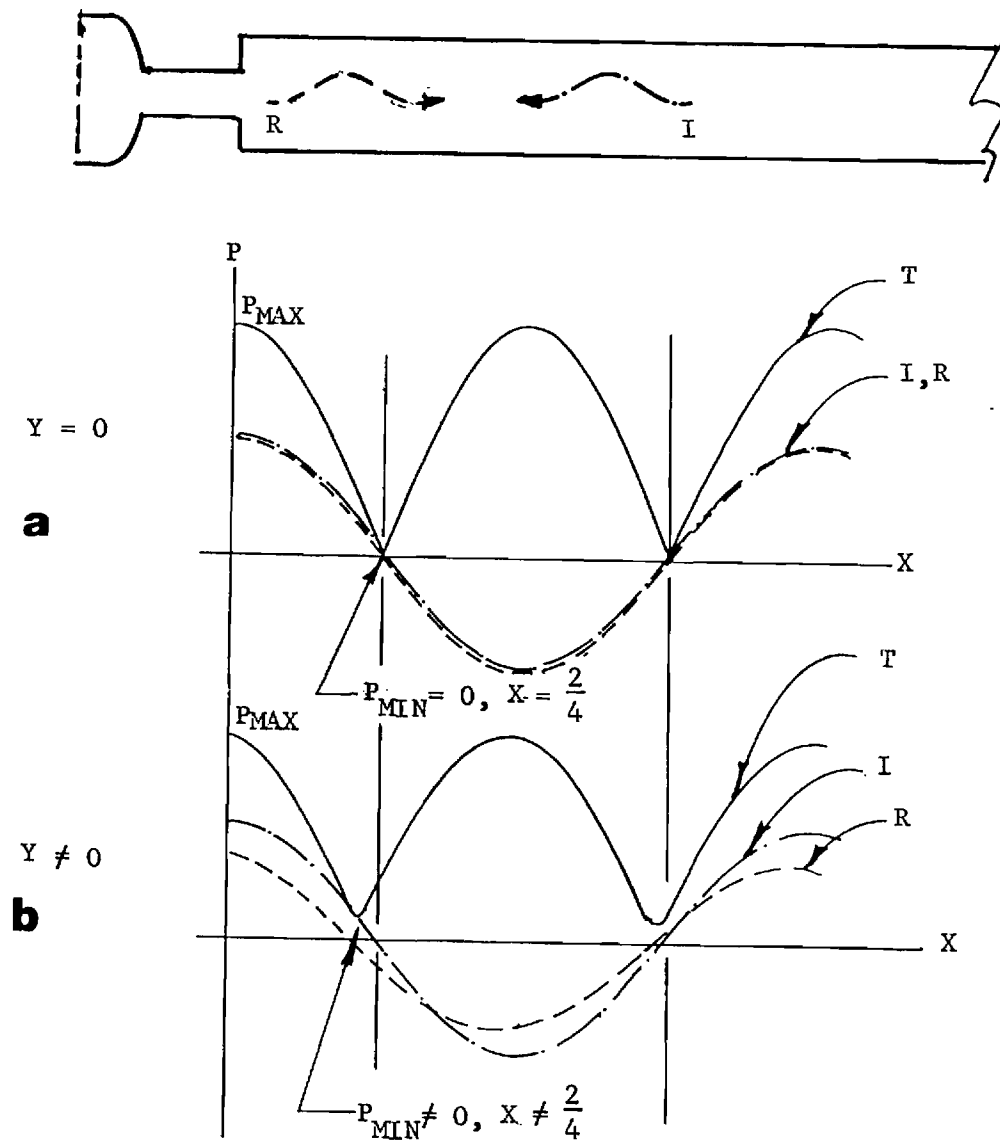 R
I
P
P_MAX
T
I,R
Y = 0
a
X
P_MIN = 0, X = 2/4
P_MAX
T
I
R
Y ≠ 0
b
X
P_MIN ≠ 0, X ≠ 2/4